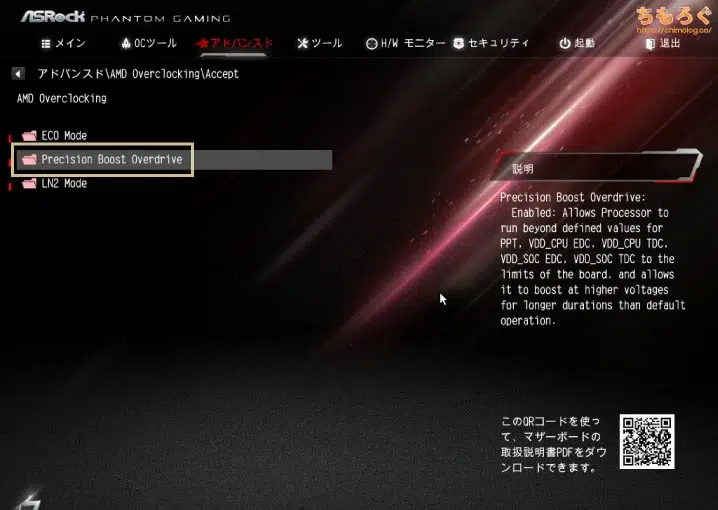 ASRock PHANTOM GAMING
ちもろぐ
https://chimolog.co/
メイン OCツール アドバンスド ツール H/W モニター セキュリティ 起動 退出
アドバンスド\AMD Overclocking\Accept
AMD Overclocking
ECO Mode
Precision Boost Overdrive
LN2 Mode
説明
Precision Boost Overdrive:
Enabled: Allows Processor to
run beyond defined values for
PPT, VDD_CPU EDC, VDD_CPU TDC,
VDD_SOC EDC, VDD_SOC TDC to the
limits of the board, and allows
it to boost at higher voltages
for longer durations than default
operation.
このQRコードを使っ
て、マザーボードの
取扱説明書PDFをダウ
ンロードできます。